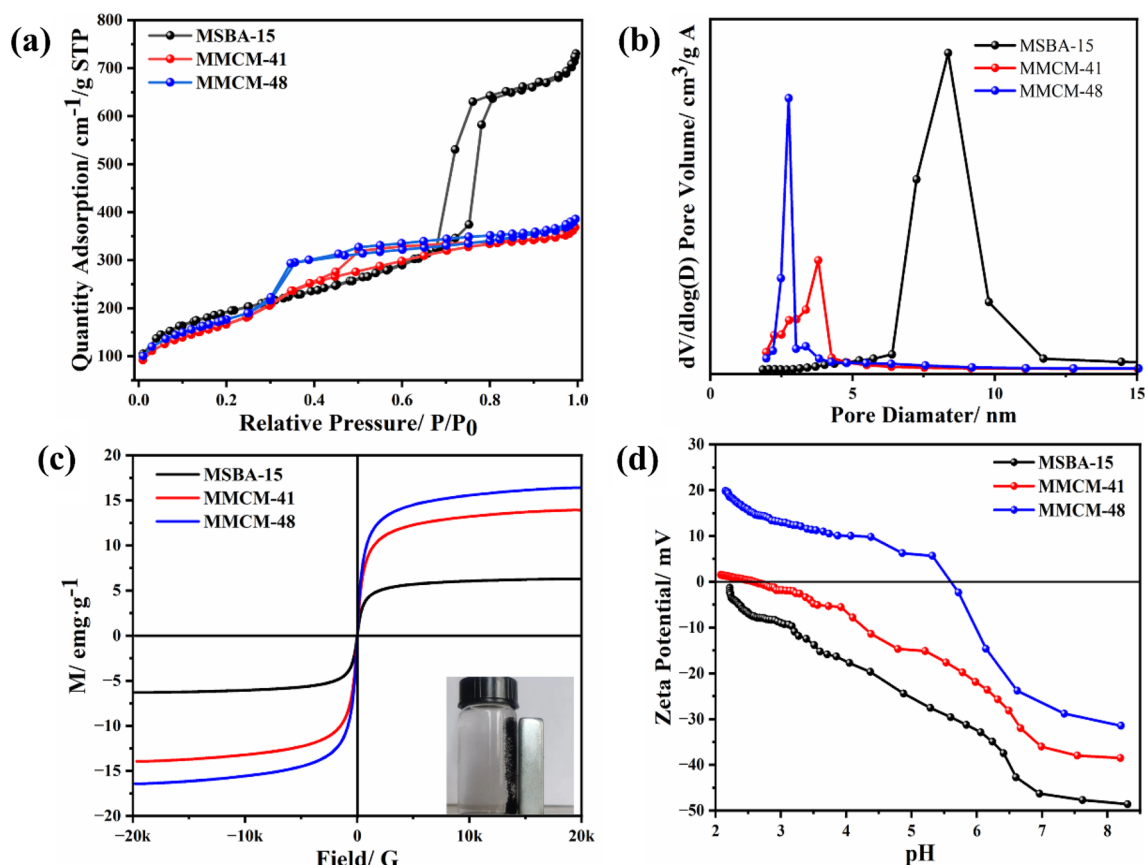 (a)
MSBA-15
MMCM-41
MMCM-48
Quantity Adsorption/ cm⁻¹/g STP
800
700
600
500
400
300
200
100
0.0 0.2 0.4 0.6 0.8 1.0
Relative Pressure/ P/P₀
(b)
MSBA-15
MMCM-41
MMCM-48
dV/dlog(D) Pore Volume/ cm³/g A
0 5 10 15
Pore Diamater/ nm
(c)
MSBA-15
MMCM-41
MMCM-48
M/ emg·g⁻¹
20
15
10
5
0
−5
−10
−15
−20
−20k −10k 0 10k 20k
Field/ G
(d)
MSBA-15
MMCM-41
MMCM-48
Zeta Potential/ mV
30
20
10
0
−10
−20
−30
−40
−50
2 3 4 5 6 7 8
pH